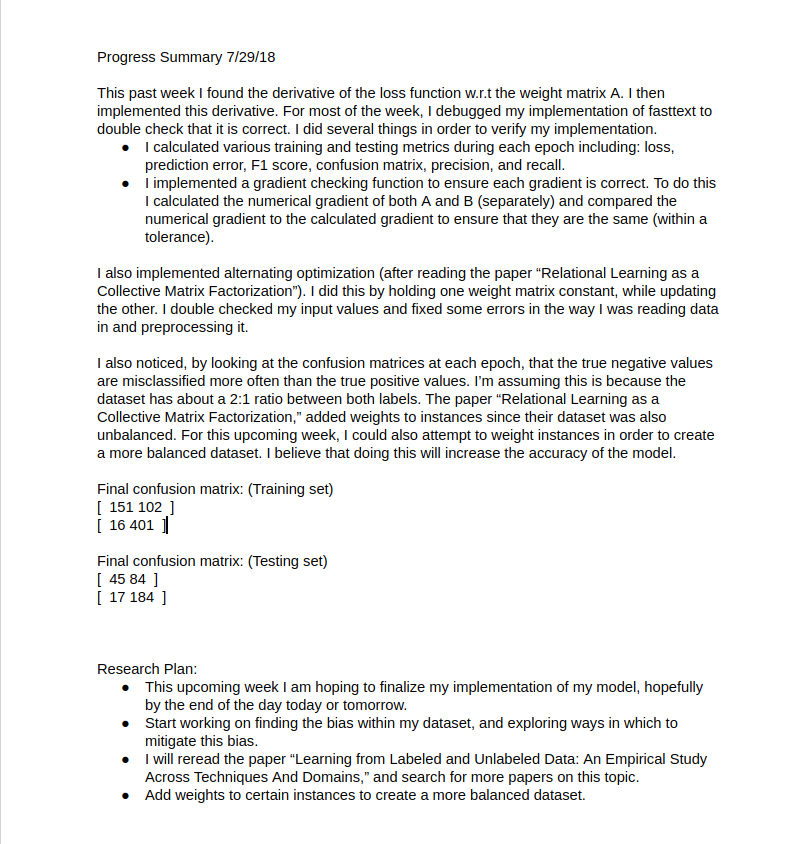 Progress Summary 7/29/18
This past week I found the derivative of the loss function w.r.t the weight matrix A. I then
implemented this derivative. For most of the week, I debugged my implementation of fasttext to
double check that it is correct. I did several things in order to verify my implementation.
● I calculated various training and testing metrics during each epoch including: loss,
prediction error, F1 score, confusion matrix, precision, and recall.
● I implemented a gradient checking function to ensure each gradient is correct. To do this
I calculated the numerical gradient of both A and B (separately) and compared the
numerical gradient to the calculated gradient to ensure that they are the same (within a
tolerance).
I also implemented alternating optimization (after reading the paper “Relational Learning as a
Collective Matrix Factorization”). I did this by holding one weight matrix constant, while updating
the other. I double checked my input values and fixed some errors in the way I was reading data
in and preprocessing it.
I also noticed, by looking at the confusion matrices at each epoch, that the true negative values
are misclassified more often than the true positive values. I’m assuming this is because the
dataset has about a 2:1 ratio between both labels. The paper “Relational Learning as a
Collective Matrix Factorization,” added weights to instances since their dataset was also
unbalanced. For this upcoming week, I could also attempt to weight instances in order to create
a more balanced dataset. I believe that doing this will increase the accuracy of the model.
Final confusion matrix: (Training set)
[ 151 102 ]
[ 16 401 ]
Final confusion matrix: (Testing set)
[ 45 84 ]
[ 17 184 ]
Research Plan:
● This upcoming week I am hoping to finalize my implementation of my model, hopefully
by the end of the day today or tomorrow.
● Start working on finding the bias within my dataset, and exploring ways in which to
mitigate this bias.
● I will reread the paper “Learning from Labeled and Unlabeled Data: An Empirical Study
Across Techniques And Domains,” and search for more papers on this topic.
● Add weights to certain instances to create a more balanced dataset.